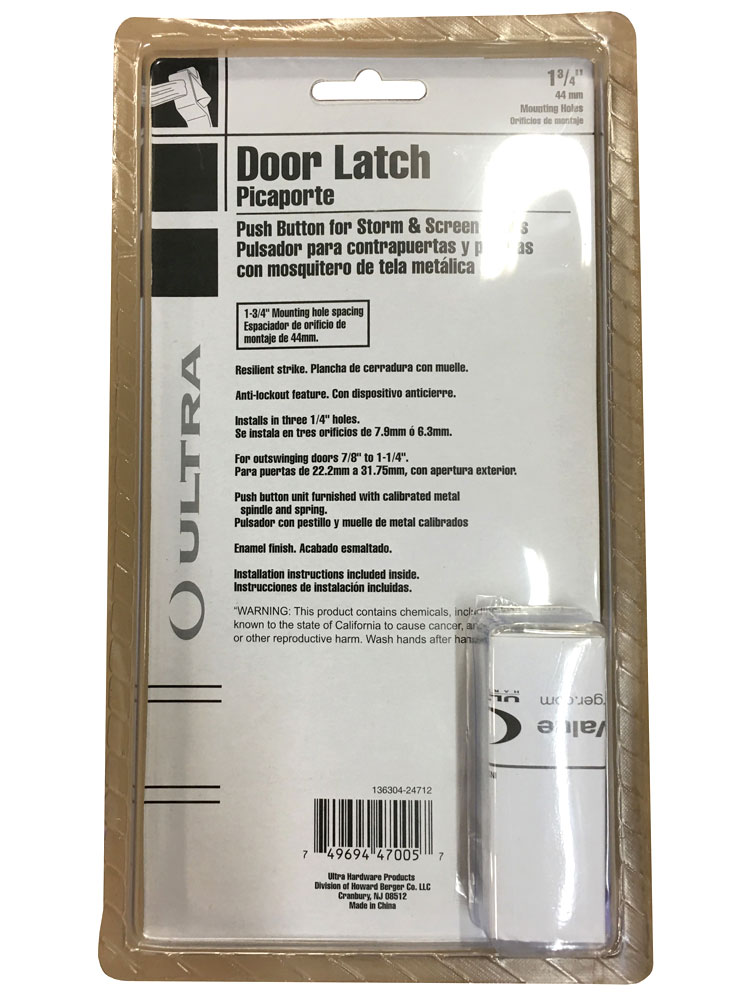 1 3/4"
44 mm
Mounting Holes
Orificios de montaje
Door Latch
Picaporte
Push Button for Storm & Screen
Pulsador para contrapuertas y
con mosquitero de tela metálica
1-3/4" Mounting hole spacing
Espaciador de orificio de
montaje de 44mm.
Resilient strike. Plancha de cerradura con muelle.
Anti-lockout feature. Con dispositivo anticierre.
Installs in three 1/4" holes.
Se instala en tres orificios de 7.9mm ó 6.3mm.
For outswinging doors 7/8" to 1-1/4".
Para puertas de 22.2mm a 31.75mm, con apertura exterior.
Push button unit furnished with calibrated metal
spindle and spring.
Pulsador con pestillo y muelle de metal calibrados
Enamel finish. Acabado esmaltado.
Installation instructions included inside.
Instrucciones de instalación incluidas.
"WARNING: This product contains chemicals,
known to the state of California to cause cancer,
or other reproductive harm. Wash hands after
ULTRA
Value
136304-24712
7 49694 47005 7
Ultra Hardware Products
Division of Howard Berger Co. LLC
Cranbury, NJ 08512
Made in China